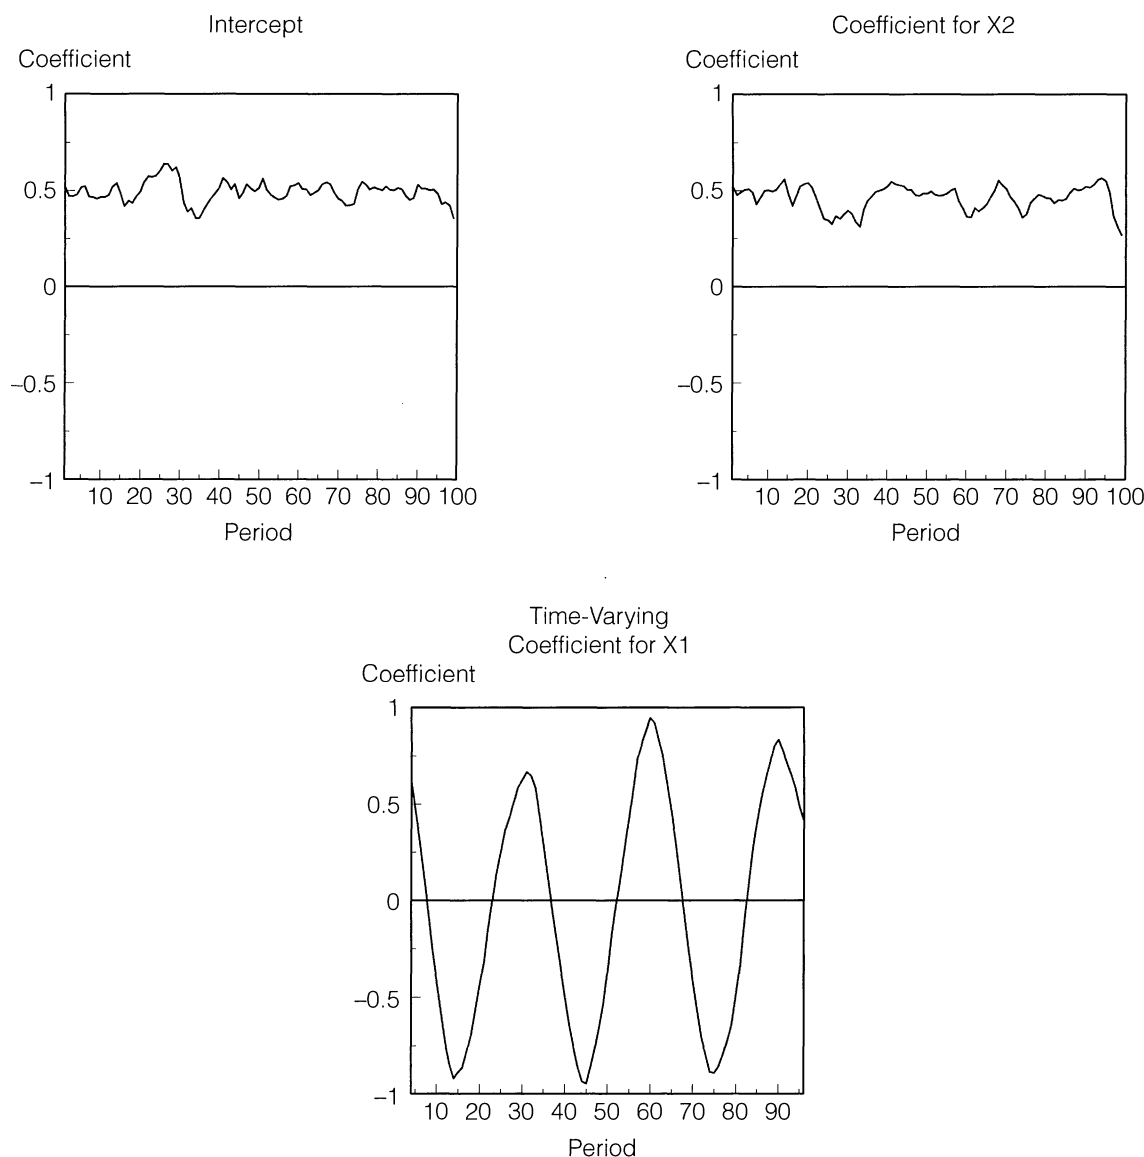 Intercept
Coefficient
1
0.5
0
–0.5
–1
10 20 30 40 50 60 70 80 90 100
Period
Coefficient for X2
Coefficient
1
0.5
0
–0.5
–1
10 20 30 40 50 60 70 80 90 100
Period
Time-Varying
Coefficient for X1
Coefficient
1
0.5
0
–0.5
–1
10 20 30 40 50 60 70 80 90
Period